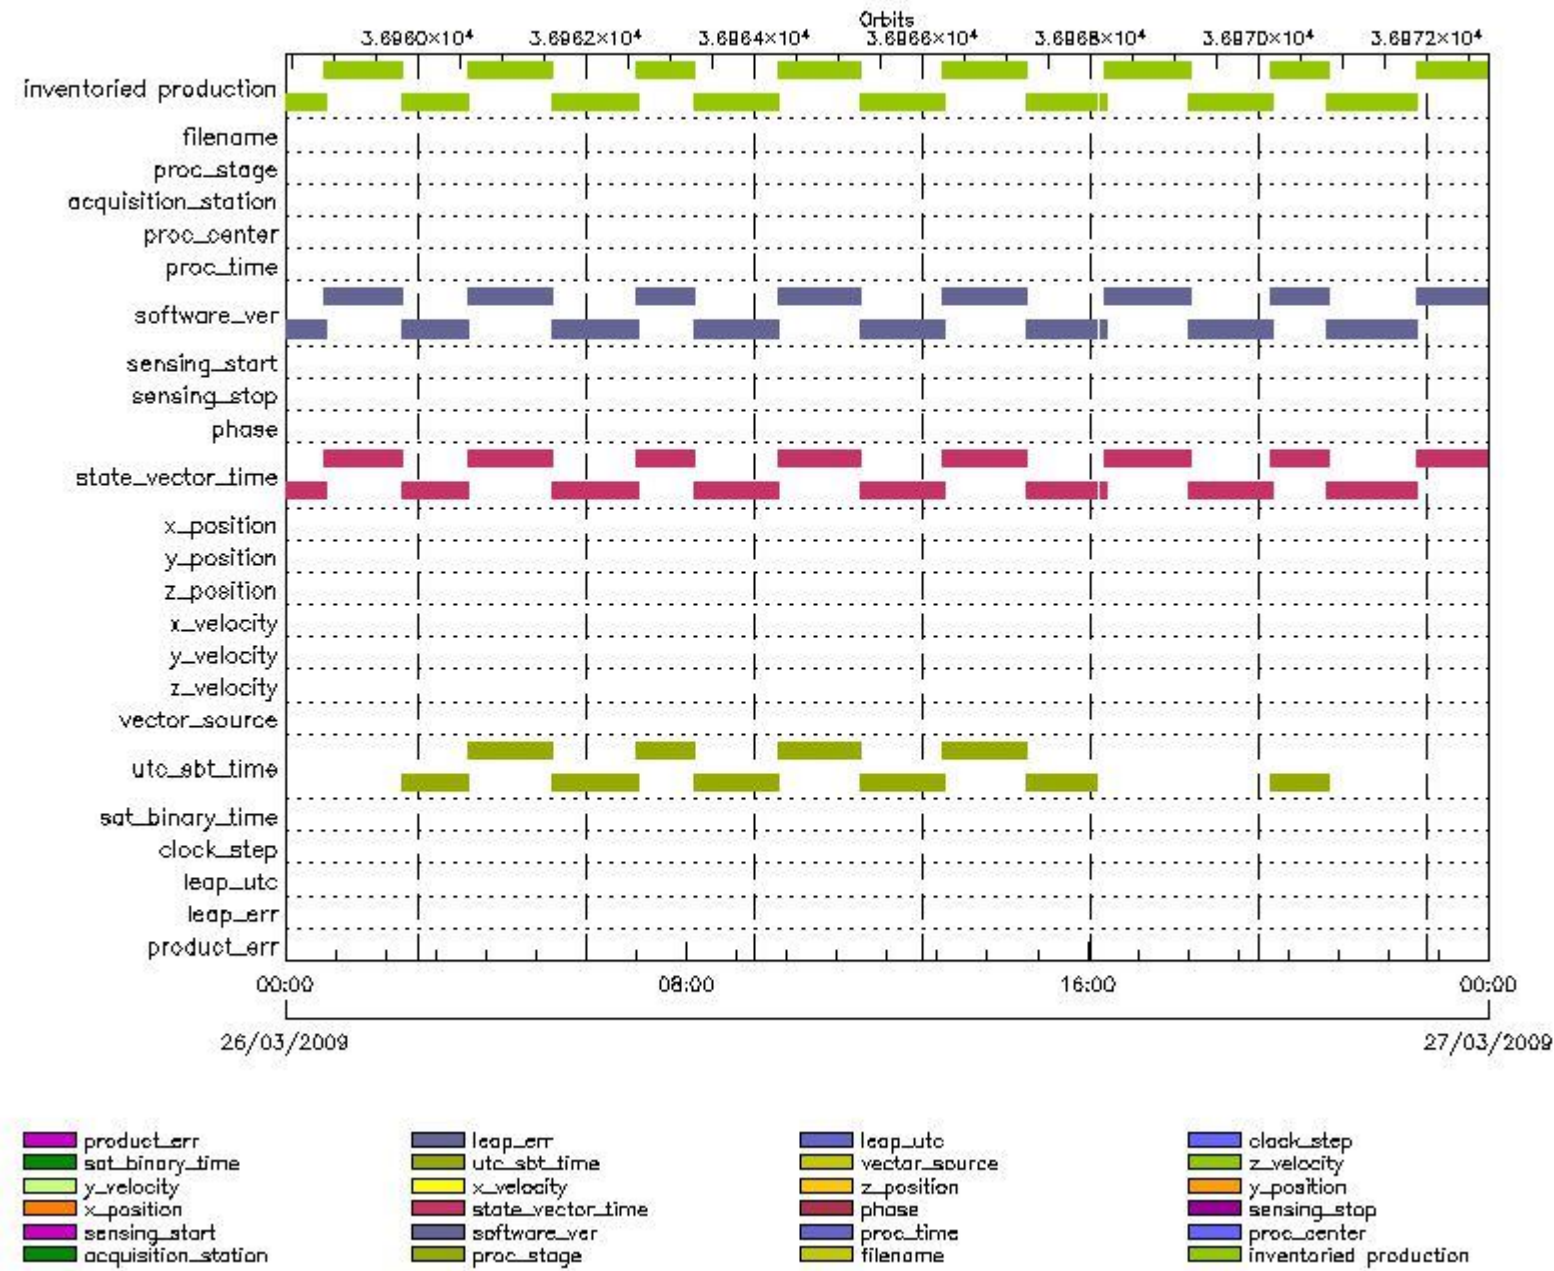 Orbits
3.6960×10⁴ 3.6962×10⁴ 3.6964×10⁴ 3.6966×10⁴ 3.6968×10⁴ 3.6970×10⁴ 3.6972×10⁴
inventoried production
filename
proc_stage
acquisition_station
proc_center
proc_time
software_ver
sensing_start
sensing_stop
phase
state_vector_time
x_position
y_position
z_position
x_velocity
y_velocity
z_velocity
vector_source
utc_sbt_time
sat_binary_time
clock_step
leap_utc
leap_err
product_err
00:00 08:00 16:00 00:00
26/03/2009 27/03/2009
product_err leap_err leap_utc clock_step
sat_binary_time utc_sbt_time vector_source z_velocity
y_velocity x_velocity z_position y_position
x_position state_vector_time phase sensing_stop
sensing_start software_ver proc_time proc_center
acquisition_station proc_stage filename inventoried production